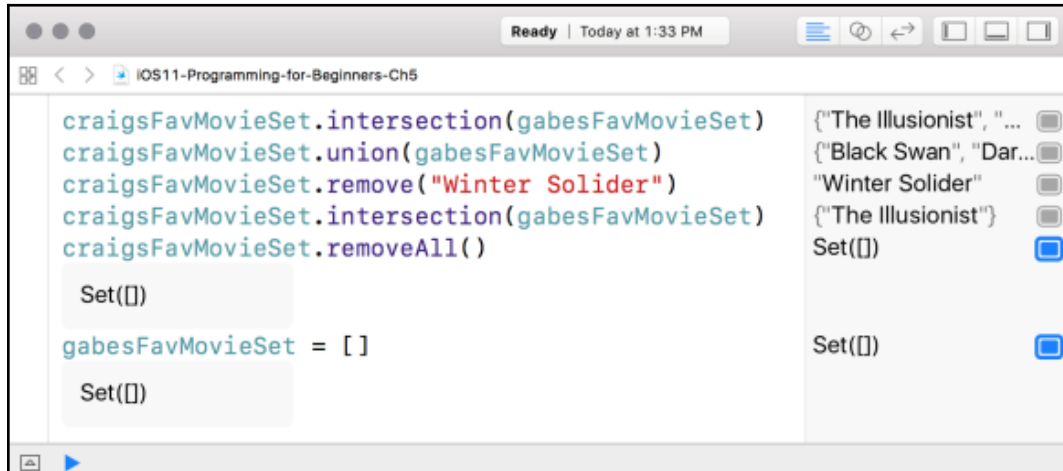 Ready | Today at 1:33 PM
iOS11-Programming-for-Beginners-Ch5
craigsFavMovieSet.intersection(gabesFavMovieSet) {"The Illusionist", "...
craigsFavMovieSet.union(gabesFavMovieSet) {"Black Swan", "Dar...
craigsFavMovieSet.remove("Winter Solider") "Winter Solider"
craigsFavMovieSet.intersection(gabesFavMovieSet) {"The Illusionist"}
craigsFavMovieSet.removeAll() Set([])
Set([])
gabesFavMovieSet = [] Set([])
Set([])